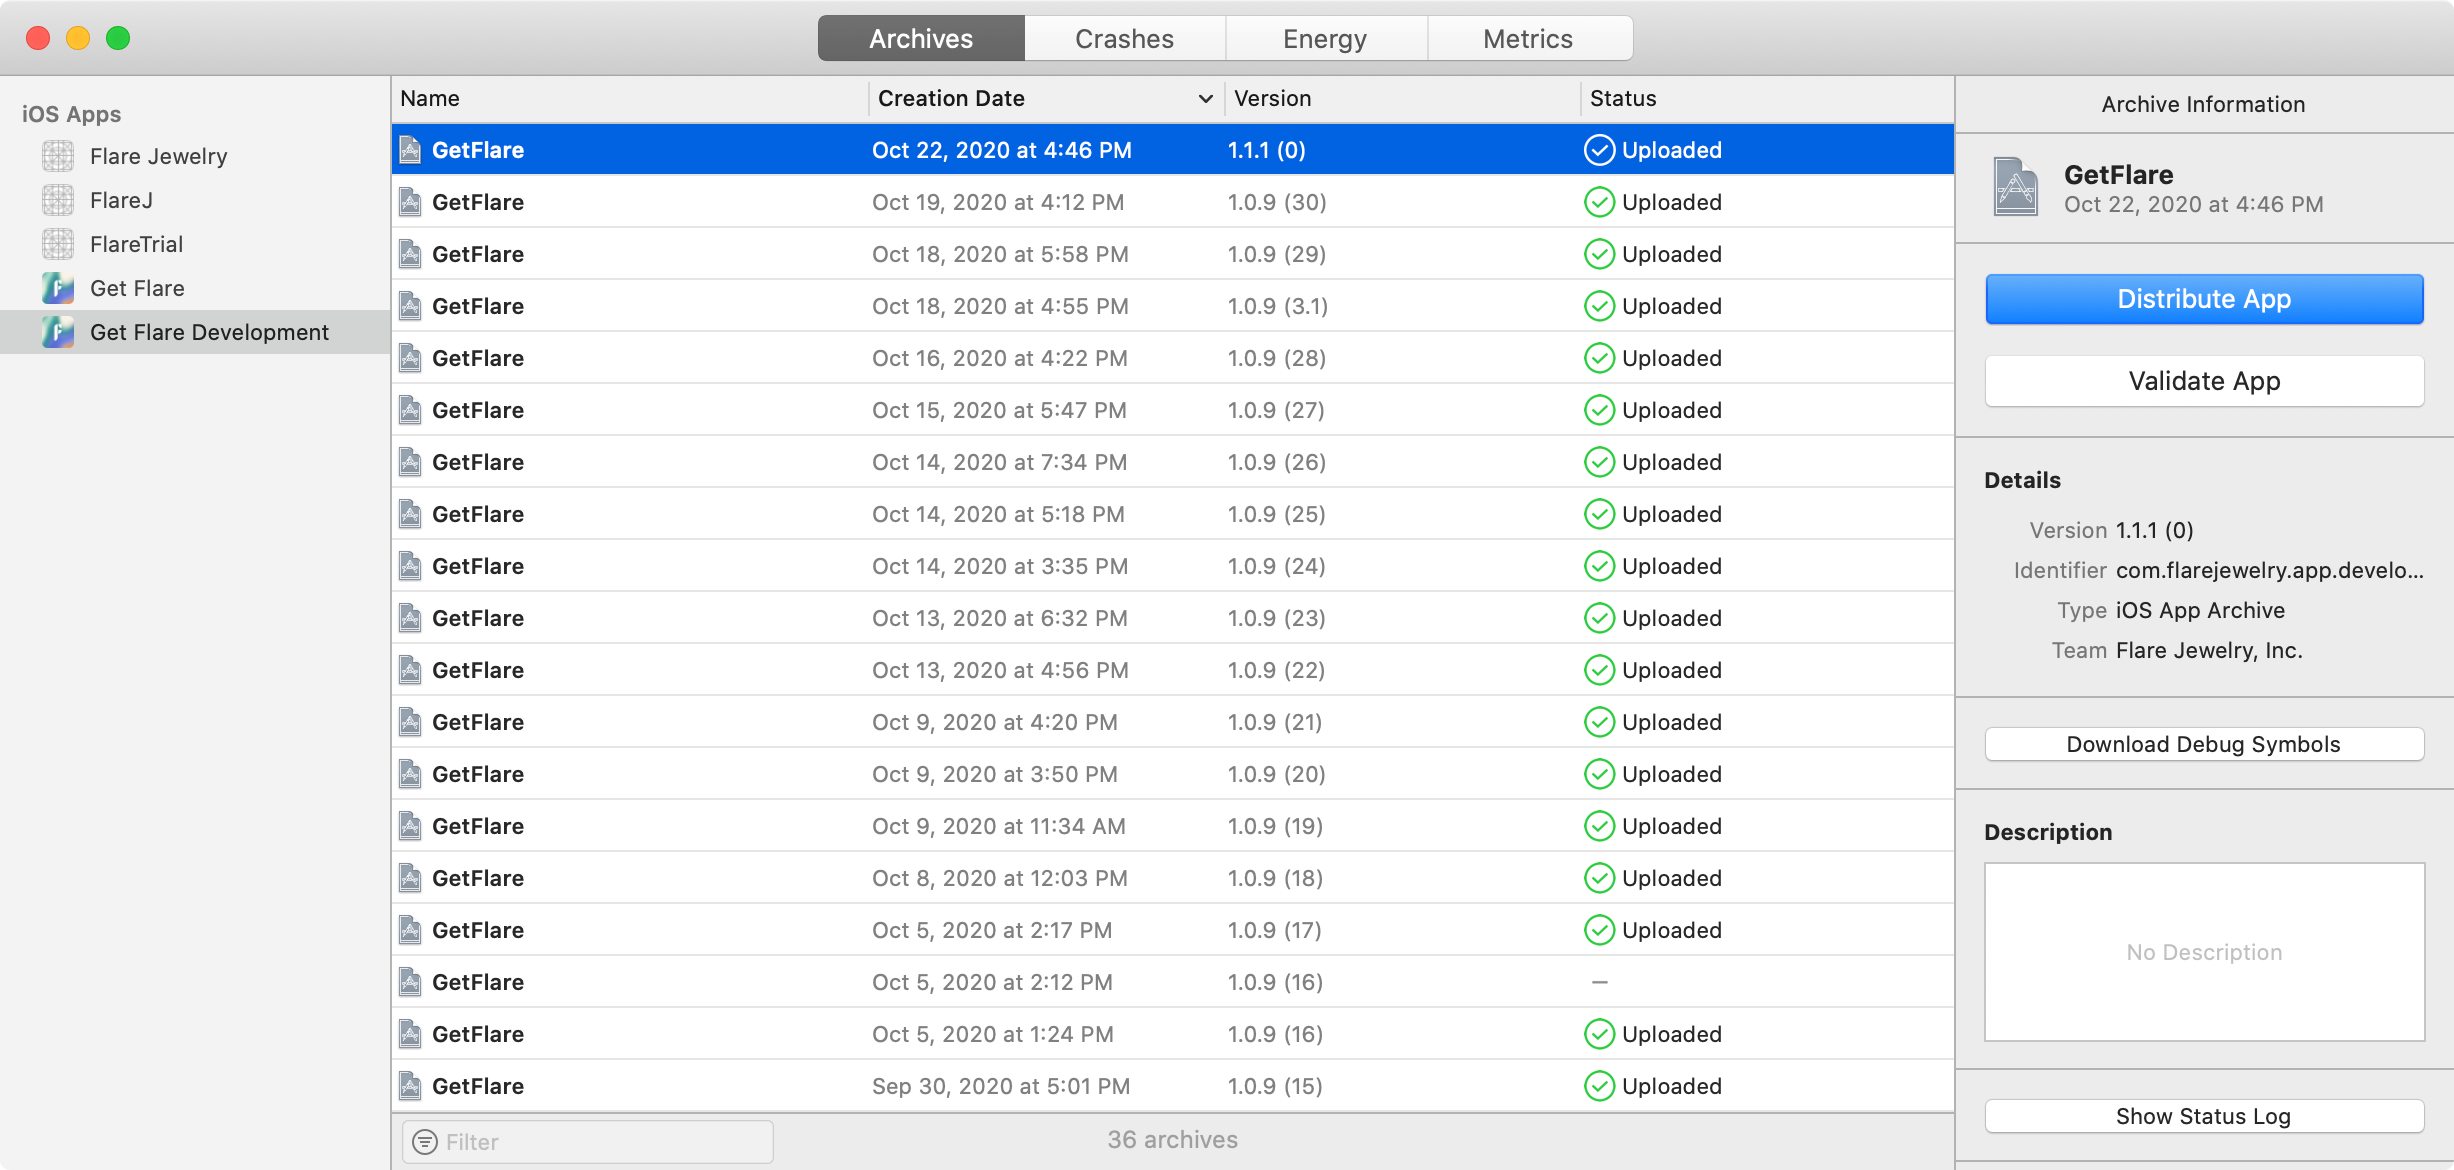 Archives Crashes Energy Metrics
iOS Apps
Flare Jewelry
FlareJ
FlareTrial
Get Flare
Get Flare Development
Name Creation Date Version Status
GetFlare Oct 22, 2020 at 4:46 PM 1.1.1 (0) Uploaded
GetFlare Oct 19, 2020 at 4:12 PM 1.0.9 (30) Uploaded
GetFlare Oct 18, 2020 at 5:58 PM 1.0.9 (29) Uploaded
GetFlare Oct 18, 2020 at 4:55 PM 1.0.9 (3.1) Uploaded
GetFlare Oct 16, 2020 at 4:22 PM 1.0.9 (28) Uploaded
GetFlare Oct 15, 2020 at 5:47 PM 1.0.9 (27) Uploaded
GetFlare Oct 14, 2020 at 7:34 PM 1.0.9 (26) Uploaded
GetFlare Oct 14, 2020 at 5:18 PM 1.0.9 (25) Uploaded
GetFlare Oct 14, 2020 at 3:35 PM 1.0.9 (24) Uploaded
GetFlare Oct 13, 2020 at 6:32 PM 1.0.9 (23) Uploaded
GetFlare Oct 13, 2020 at 4:56 PM 1.0.9 (22) Uploaded
GetFlare Oct 9, 2020 at 4:20 PM 1.0.9 (21) Uploaded
GetFlare Oct 9, 2020 at 3:50 PM 1.0.9 (20) Uploaded
GetFlare Oct 9, 2020 at 11:34 AM 1.0.9 (19) Uploaded
GetFlare Oct 8, 2020 at 12:03 PM 1.0.9 (18) Uploaded
GetFlare Oct 5, 2020 at 2:17 PM 1.0.9 (17) Uploaded
GetFlare Oct 5, 2020 at 2:12 PM 1.0.9 (16) –
GetFlare Oct 5, 2020 at 1:24 PM 1.0.9 (16) Uploaded
GetFlare Sep 30, 2020 at 5:01 PM 1.0.9 (15) Uploaded
Filter
36 archives
Archive Information
GetFlare
Oct 22, 2020 at 4:46 PM
Distribute App
Validate App
Details
Version 1.1.1 (0)
Identifier com.flarejewelry.app.develo...
Type iOS App Archive
Team Flare Jewelry, Inc.
Download Debug Symbols
Description
No Description
Show Status Log